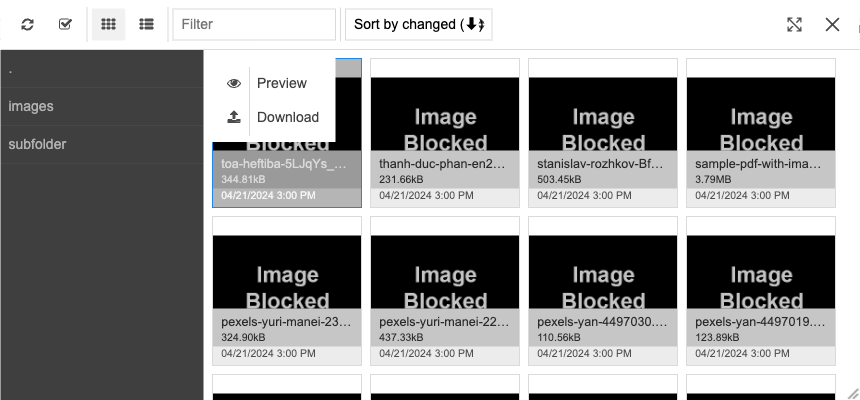 Filter
Sort by changed (⬇)
.
images
subfolder
Preview
Download
Image
Blocked
toa-heftiba-5LJqYs_...
344.81kB
04/21/2024 3:00 PM
Image
Blocked
thanh-duc-phan-en2...
231.66kB
04/21/2024 3:00 PM
Image
Blocked
stanislav-rozhkov-Bf...
503.45kB
04/21/2024 3:00 PM
Image
Blocked
sample-pdf-with-ima...
3.79MB
04/21/2024 3:00 PM
Image
Blocked
pexels-yuri-manei-23...
324.90kB
04/21/2024 3:00 PM
Image
Blocked
pexels-yuri-manei-22...
437.33kB
04/21/2024 3:00 PM
Image
Blocked
pexels-yan-4497030....
110.56kB
04/21/2024 3:00 PM
Image
Blocked
pexels-yan-4497019....
123.89kB
04/21/2024 3:00 PM